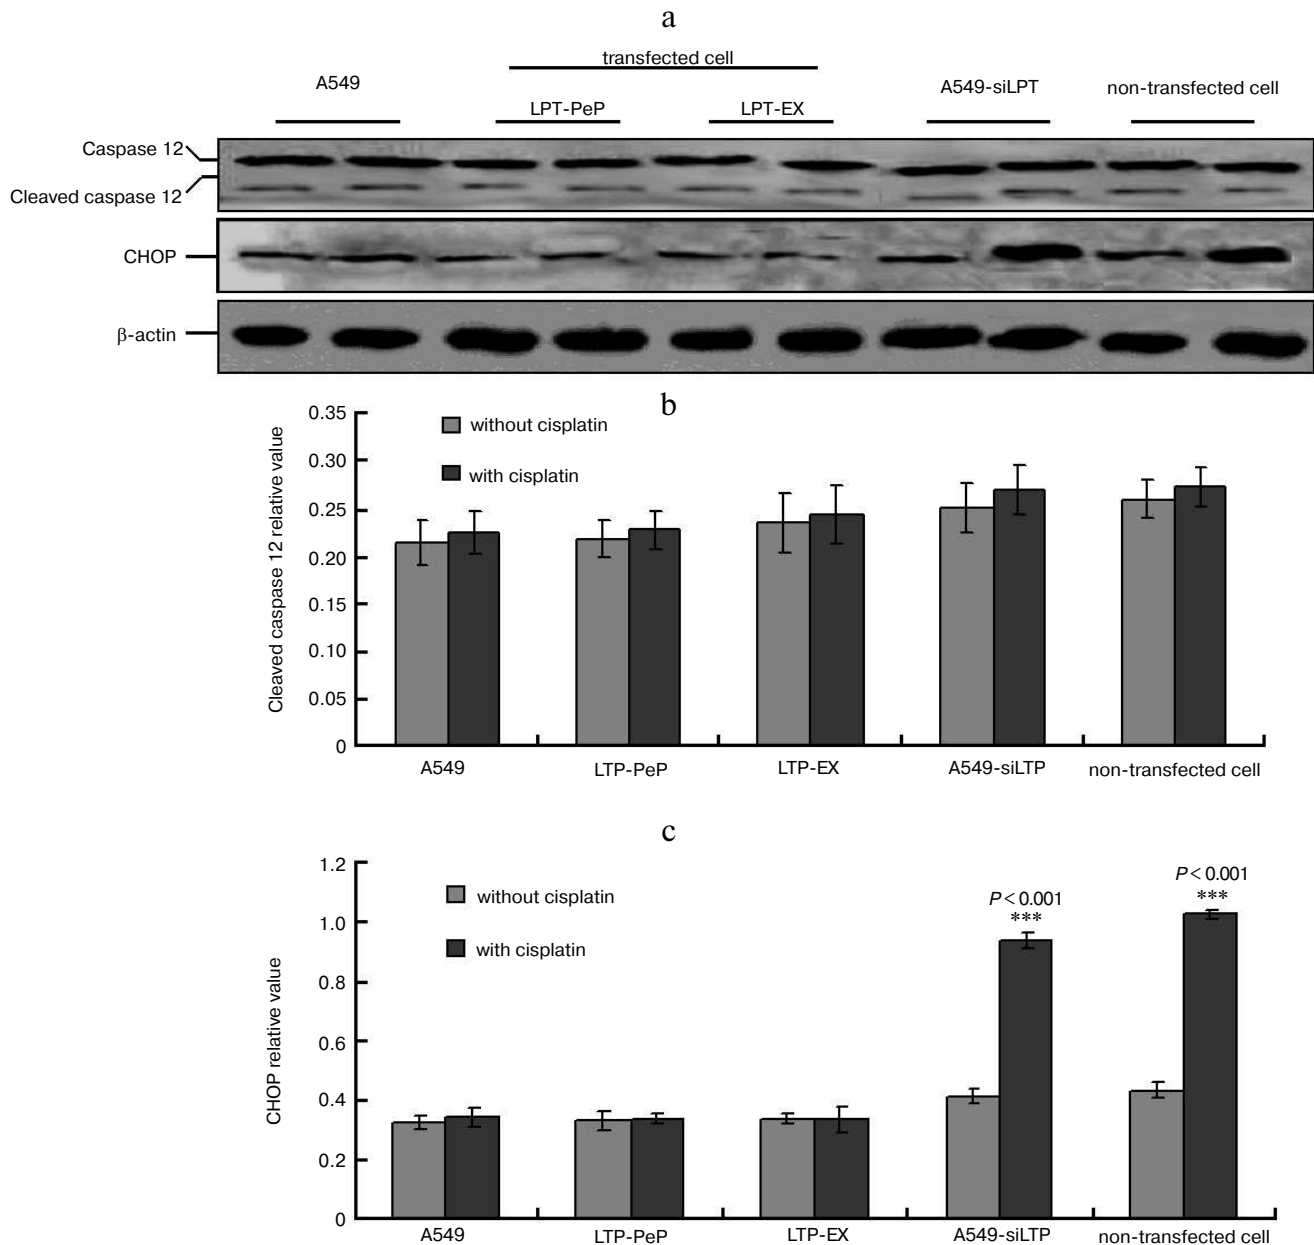 a
transfected cell
A549
LPT-PeP
LPT-EX
A549-siLPT
non-transfected cell
Caspase 12
Cleaved caspase 12
CHOP
β-actin
b
0.35
0.30
0.25
0.20
0.15
0.10
0.05
0
Cleaved caspase 12 relative value
without cisplatin
with cisplatin
A549
LTP-PeP
LTP-EX
A549-siLTP
non-transfected cell
c
1.2
1.0
0.8
0.6
0.4
0.2
0
CHOP relative value
without cisplatin
with cisplatin
P < 0.001
***
P < 0.001
***
A549
LTP-PeP
LTP-EX
A549-siLTP
non-transfected cell